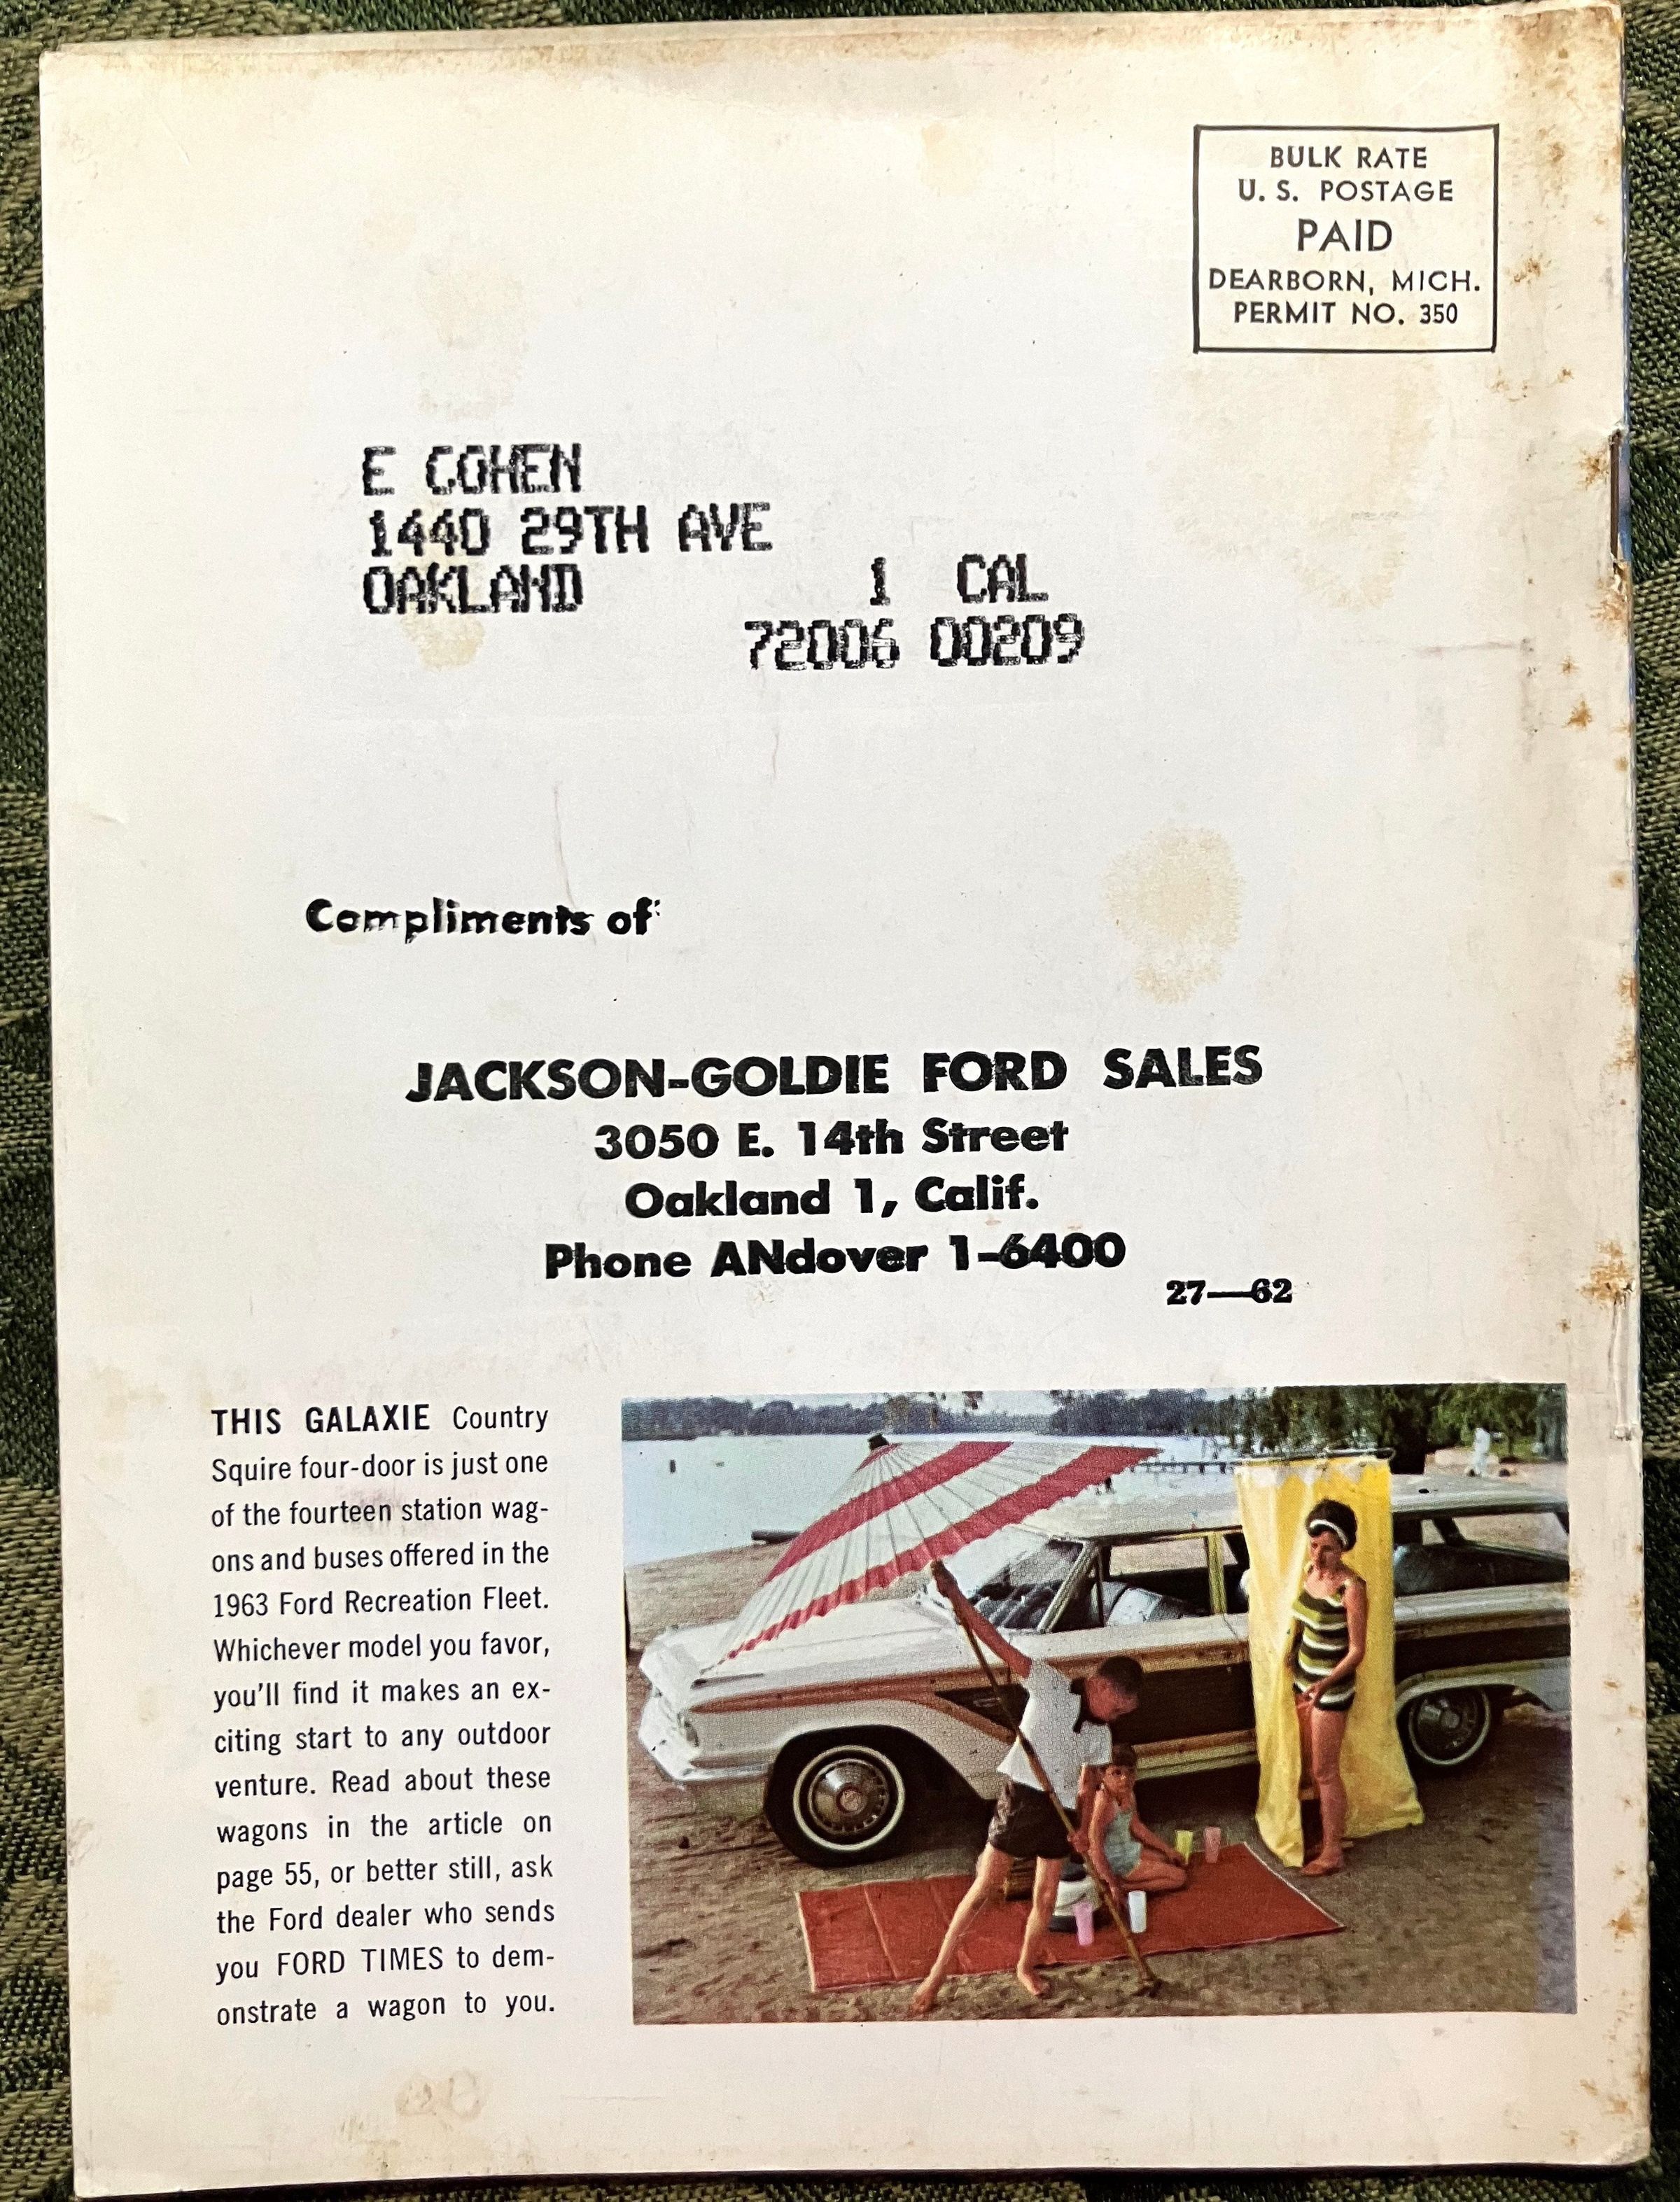 BULK RATE
U. S. POSTAGE
PAID
DEARBORN, MICH.
PERMIT NO. 350
E COHEN
1440 29TH AVE
OAKLAND 1 CAL
72006 00209
Compliments of
JACKSON-GOLDIE FORD SALES
3050 E. 14th Street
Oakland 1, Calif.
Phone ANdover 1-6400
27—62
THIS GALAXIE Country
Squire four-door is just one
of the fourteen station wag-
ons and buses offered in the
1963 Ford Recreation Fleet.
Whichever model you favor,
you'll find it makes an ex-
citing start to any outdoor
venture. Read about these
wagons in the article on
page 55, or better still, ask
the Ford dealer who sends
you FORD TIMES to dem-
onstrate a wagon to you.